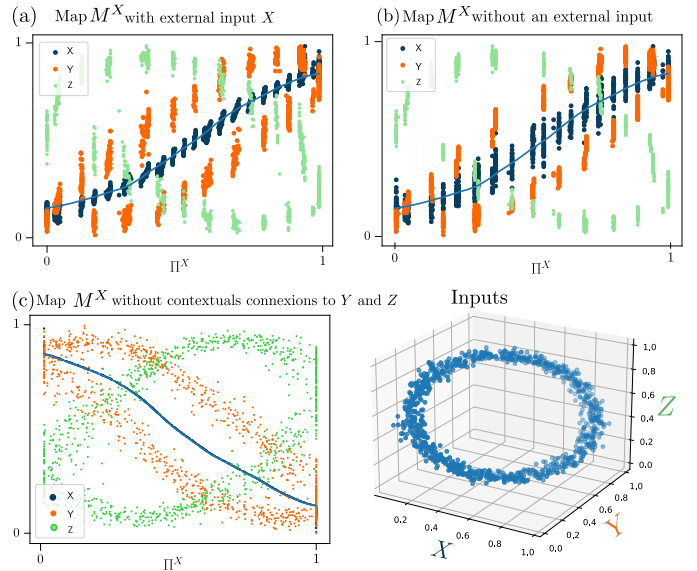 (a) Map M^X with external input X
1
X
Y
Z
0
0
Π^X
1
(b) Map M^X without an external input
1
X
Y
Z
0
0
Π^X
1
(c) Map M^X without contextuals connexions to Y and Z
1
X
Y
Z
0
0
Π^X
1
Inputs
1.0
0.8
0.6
0.4
0.2
0.0
Z
0.2
0.4
0.6
0.8
1.0
X
0.0
0.2
0.4
0.6
0.8
1.0
Y